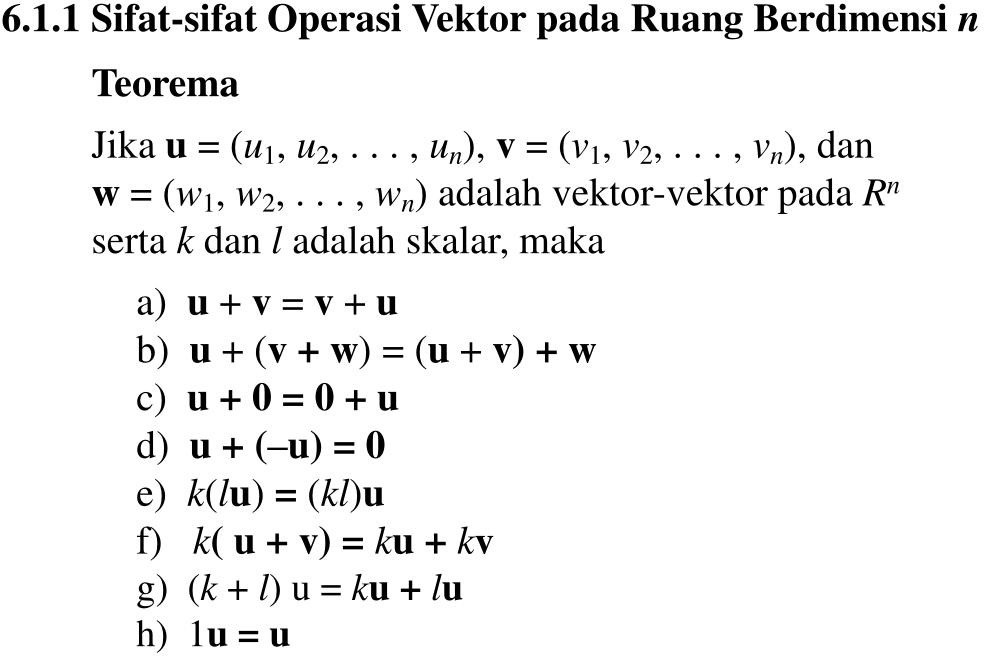 6.1.1 Sifat-sifat Operasi Vektor pada Ruang Berdimensi n
Teorema
Jika u = (u₁, u₂, . . . , uₙ), v = (v₁, v₂, . . . , vₙ), dan
w = (w₁, w₂, . . . , wₙ) adalah vektor-vektor pada Rⁿ
serta k dan l adalah skalar, maka
a) u + v = v + u
b) u + (v + w) = (u + v) + w
c) u + 0 = 0 + u
d) u + (–u) = 0
e) k(lu) = (kl)u
f) k( u + v) = ku + kv
g) (k + l) u = ku + lu
h) 1u = u